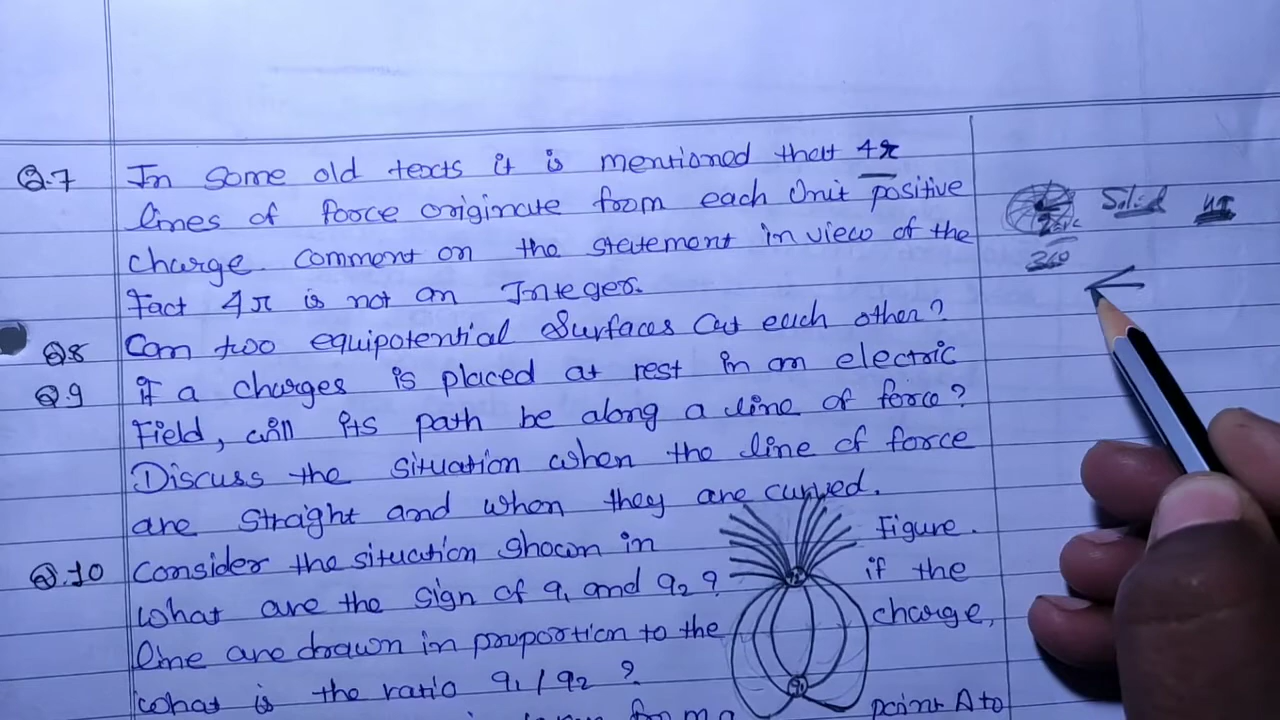 Q.7 In some old texts it is mentioned that 4π
lines of force originate from each Unit positive
charge. comment on the statement in view of the
fact 4π is not an Integer.
Q8 Can two equipotential Surfaces Cut each other?
Q.9 if a charges is placed at rest in an electric
Field, will its path be along a line of force?
Discuss the situation when the line of force
are straight and when they are curved.
Q.10 Consider the situation shown in Figure.
What are the sign of q₁ and q₂ ? if the
line are drawn in proportion to the charge,
what is the ratio q₁/q₂ ?
point A to
Solid
360
q₂
q₁